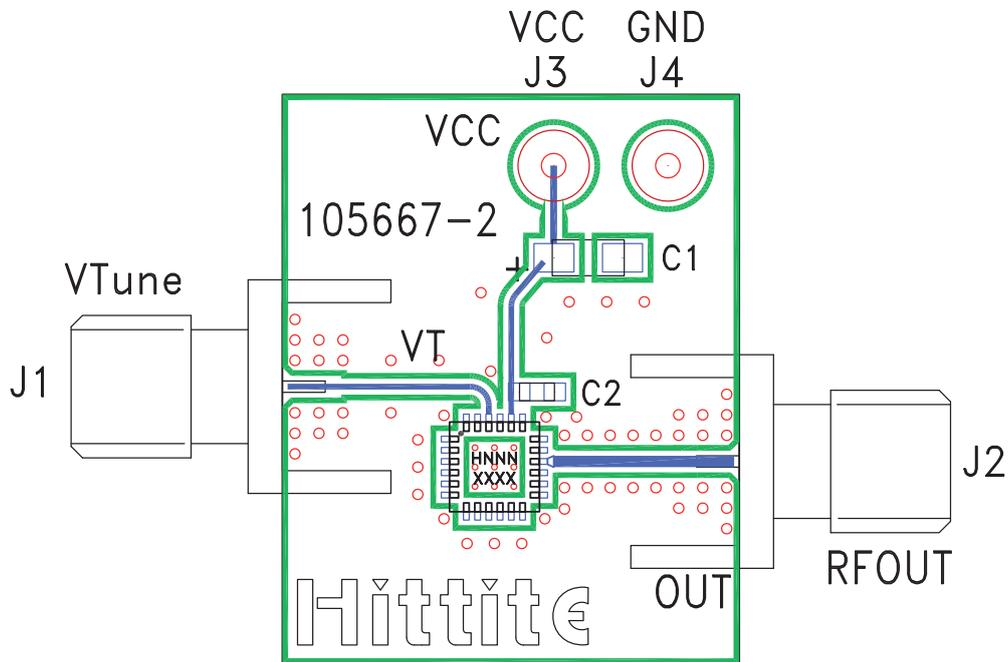 VCC GND
J3 J4
VCC
105667-2
+
C1
VTune
VT
J1
C2
HNNN
XXXX
J2
RFOUT
OUT
Hittite